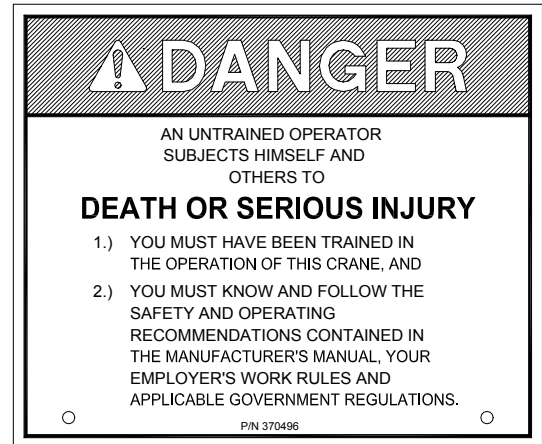 DANGER
AN UNTRAINED OPERATOR
SUBJECTS HIMSELF AND
OTHERS TO
DEATH OR SERIOUS INJURY
1.) YOU MUST HAVE BEEN TRAINED IN
THE OPERATION OF THIS CRANE, AND
2.) YOU MUST KNOW AND FOLLOW THE
SAFETY AND OPERATING
RECOMMENDATIONS CONTAINED IN
THE MANUFACTURER'S MANUAL, YOUR
EMPLOYER'S WORK RULES AND
APPLICABLE GOVERNMENT REGULATIONS.
P/N 370496